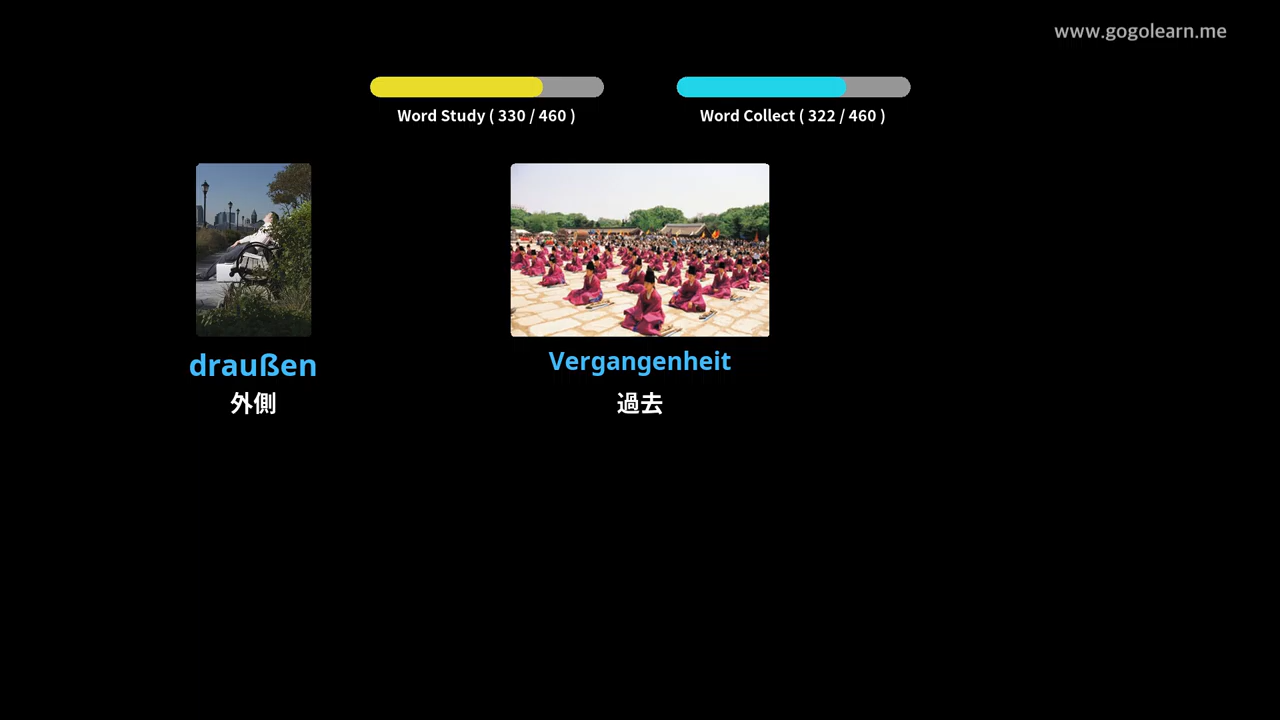 www.gogolearn.me
Word Study ( 330 / 460 )
Word Collect ( 322 / 460 )
draußen
外側
Vergangenheit
過去